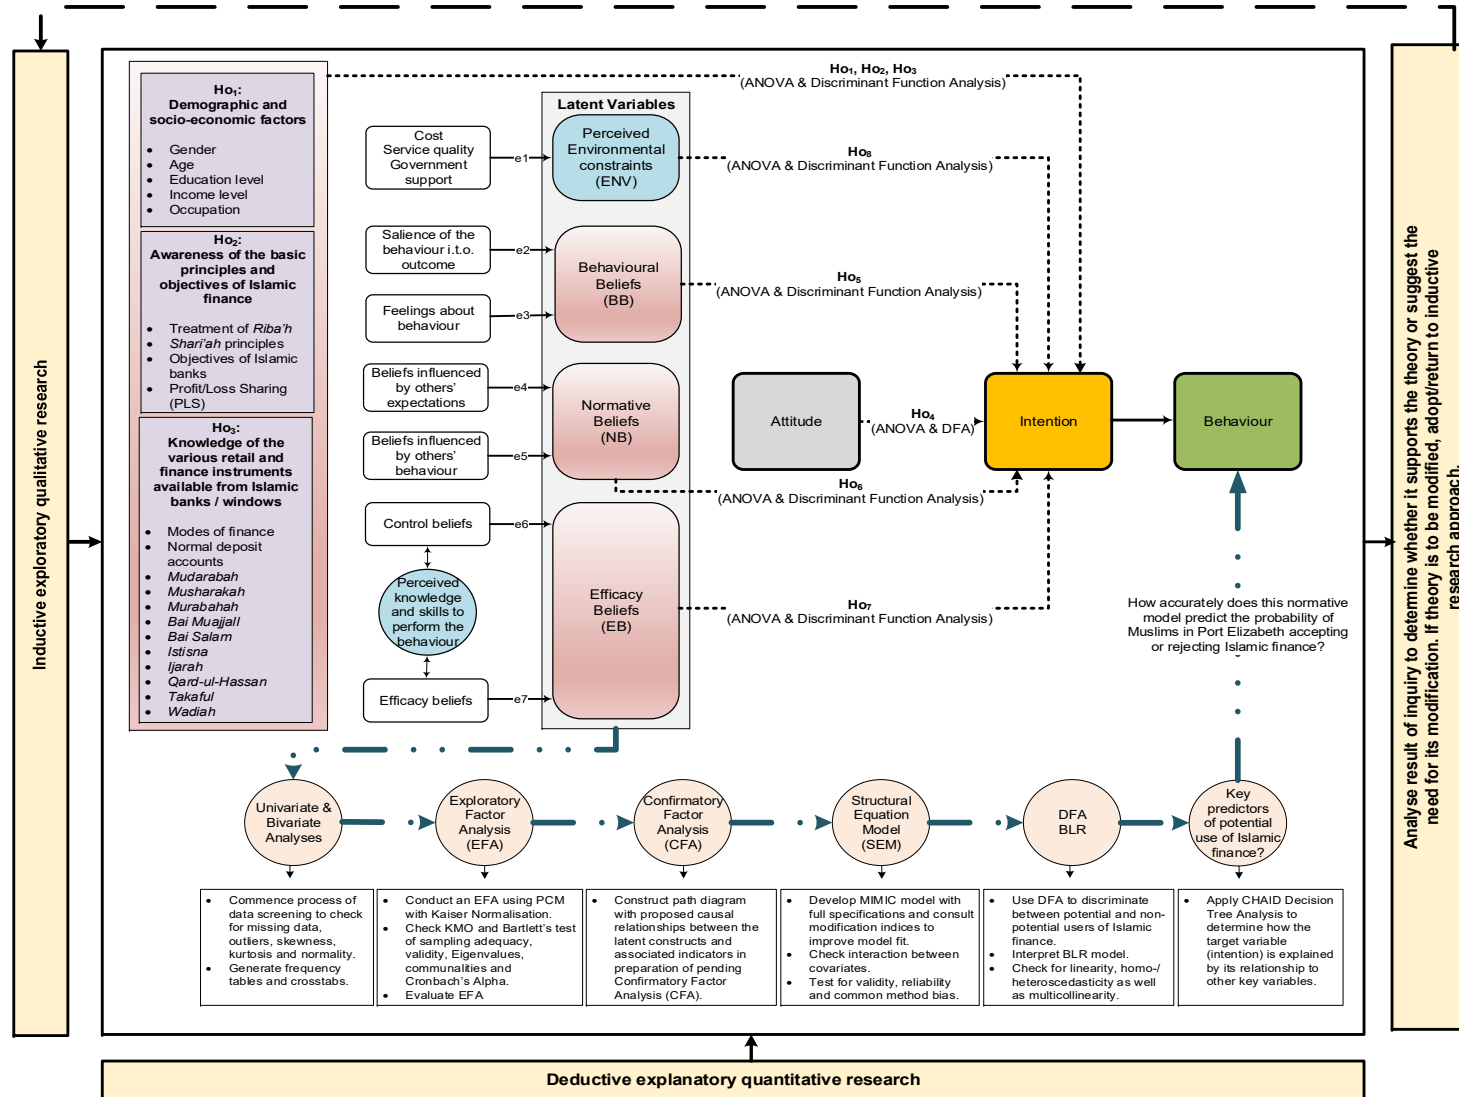 Inductive exploratory qualitative research
Ho1:
Demographic and
socio-economic factors
• Gender
• Age
• Education level
• Income level
• Occupation
Ho2:
Awareness of the basic
principles and
objectives of Islamic
finance
• Treatment of Riba'h
• Shari'ah principles
• Objectives of Islamic
banks
• Profit/Loss Sharing
(PLS)
Ho3:
Knowledge of the
various retail and
finance instruments
available from Islamic
banks / windows
• Modes of finance
• Normal deposit
accounts
• Mudarabah
• Musharakah
• Murabahah
• Bai Muajjall
• Bai Salam
• Istisna
• Ijarah
• Qard-ul-Hassan
• Takaful
• Wadiah
Cost
Service quality
Government
support
Salience of the
behaviour i.t.o.
outcome
Feelings about
behaviour
Beliefs influenced
by others'
expectations
Beliefs influenced
by others'
behaviour
Control beliefs
Perceived
knowledge
and skills to
perform the
behaviour
Efficacy beliefs
e1
e2
e3
e4
e5
e6
e7
Latent Variables
Perceived
Environmental
constraints
(ENV)
Behavioural
Beliefs
(BB)
Normative
Beliefs
(NB)
Efficacy
Beliefs
(EB)
Ho1, Ho2, Ho3
(ANOVA & Discriminant Function Analysis)
Ho8
(ANOVA & Discriminant Function Analysis)
Ho5
(ANOVA & Discriminant Function Analysis)
Attitude
Ho4
(ANOVA & DFA)
Intention
Behaviour
Ho6
(ANOVA & Discriminant Function Analysis)
Ho7
(ANOVA & Discriminant Function Analysis)
How accurately does this normative
model predict the probability of
Muslims in Port Elizabeth accepting
or rejecting Islamic finance?
Univariate &
Bivariate
Analyses
Exploratory
Factor
Analysis
(EFA)
Confirmatory
Factor
Analysis
(CFA)
Structural
Equation
Model
(SEM)
DFA
BLR
Key
predictors
of potential
use of Islamic
finance?
• Commence process of
data screening to check
for missing data,
outliers, skewness,
kurtosis and normality.
• Generate frequency
tables and crosstabs.
• Conduct an EFA using PCM
with Kaiser Normalisation.
• Check KMO and Bartlett's test
of sampling adequacy,
validity, Eigenvalues,
communalities and
Cronbach's Alpha.
• Evaluate EFA
• Construct path diagram
with proposed causal
relationships between the
latent constructs and
associated indicators in
preparation of pending
Confirmatory Factor
Analysis (CFA).
• Develop MIMIC model with
full specifications and consult
modification indices to
improve model fit.
• Check interaction between
covariates.
• Test for validity, reliability
and common method bias.
• Use DFA to discriminate
between potential and non-
potential users of Islamic
finance.
• Interpret BLR model.
• Check for linearity, homo-/
heteroscedasticity as well
as multicollinearity.
• Apply CHAID Decision
Tree Analysis to
determine how the
target variable
(intention) is explained
by its relationship to
other key variables.
Analyse result of inquiry to determine whether it supports the theory or suggest the
need for its modification. If theory is to be modified, adopt/return to inductive
research approach.
Deductive explanatory quantitative research